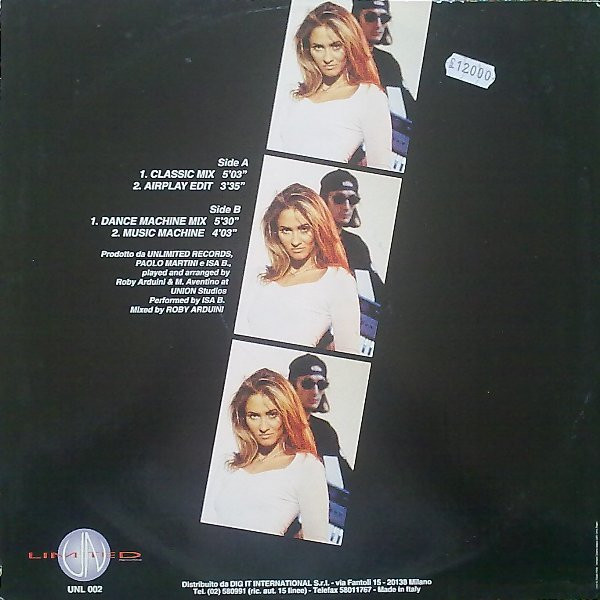 £12000
Side A
1. CLASSIC MIX 5'03"
2. AIRPLAY EDIT 3'35"
Side B
1. DANCE MACHINE MIX 5'30"
2. MUSIC MACHINE 4'03"
Prodotto da UNLIMITED RECORDS,
PAOLO MARTINI e ISA B.,
played and arranged by
Roby Arduini & M. Aventino at
UNION Studios
Performed by ISA B.
Mixed by ROBY ARDUINI
UN
LIMITED
UNL 002
Distribuito da DIG IT INTERNATIONAL S.r.l. - via Fantoli 15 - 20138 Milano
Tel. (02) 580991 (ric. aut. 15 linee) - Telefax 58011767 - Made in Italy